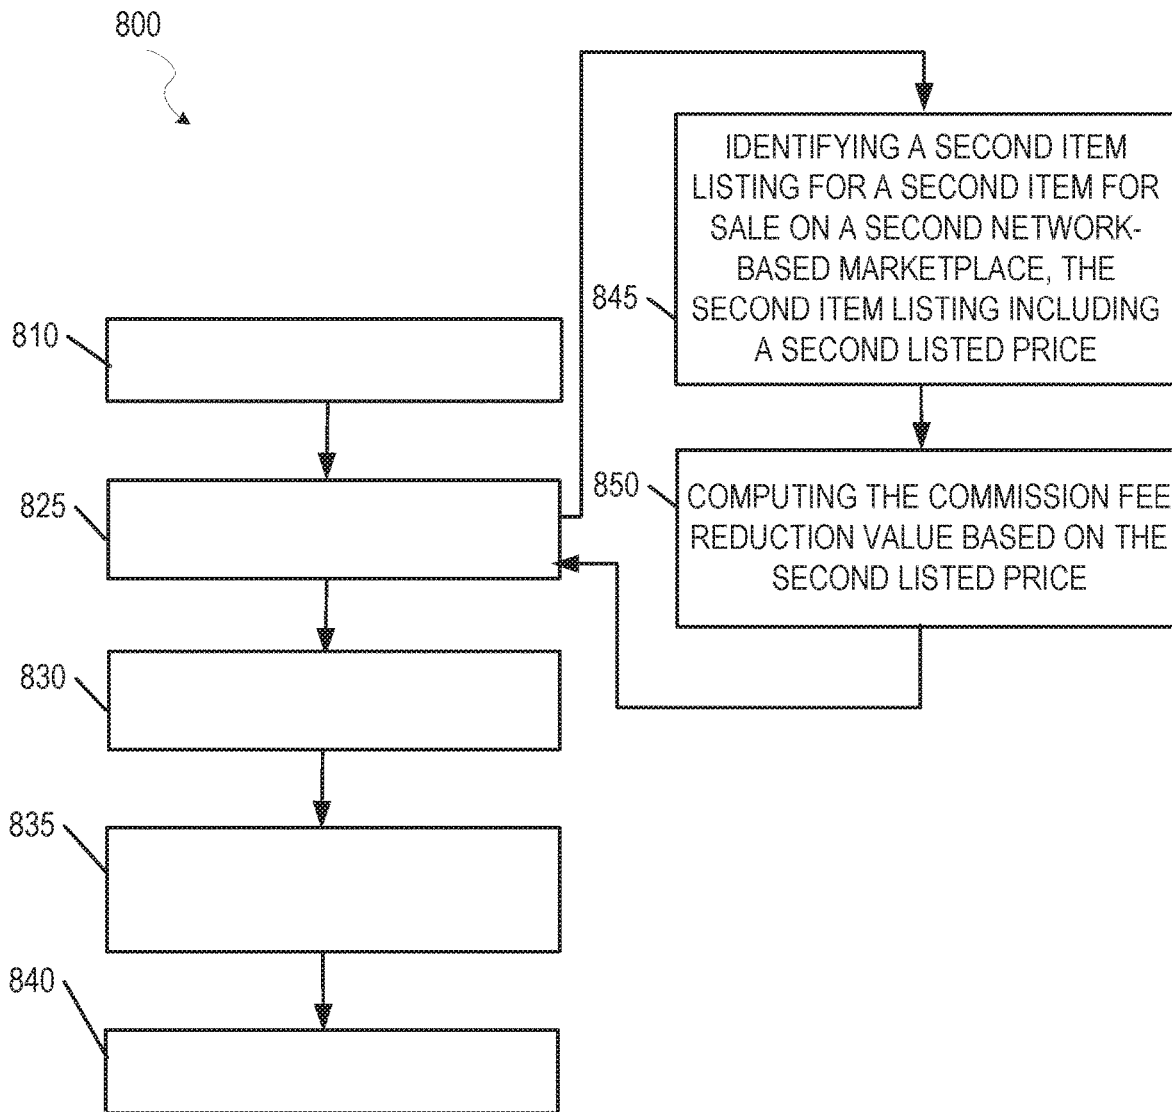 800
IDENTIFYING A SECOND ITEM
LISTING FOR A SECOND ITEM FOR
SALE ON A SECOND NETWORK-
BASED MARKETPLACE, THE
SECOND ITEM LISTING INCLUDING
A SECOND LISTED PRICE
845
810
825
850
COMPUTING THE COMMISSION FEE
REDUCTION VALUE BASED ON THE
SECOND LISTED PRICE
830
835
840